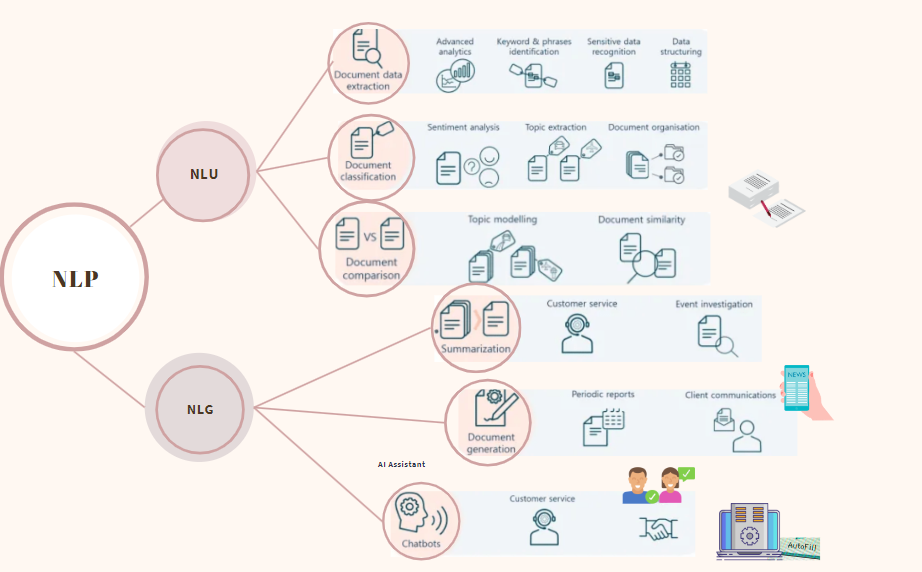 NLP
NLU
Document data
extraction
Advanced
analytics
Keyword & phrases
identification
Sensitive data
recognition
Data
structuring
Document
classification
Sentiment analysis
Topic extraction
Document organisation
VS
Document
comparison
Topic modelling
Document similarity
NLG
Summarization
Customer service
Event investigation
Document
generation
Periodic reports
Client communications
NEWS
AI Assistant
Chatbots
Customer service
AutoFill